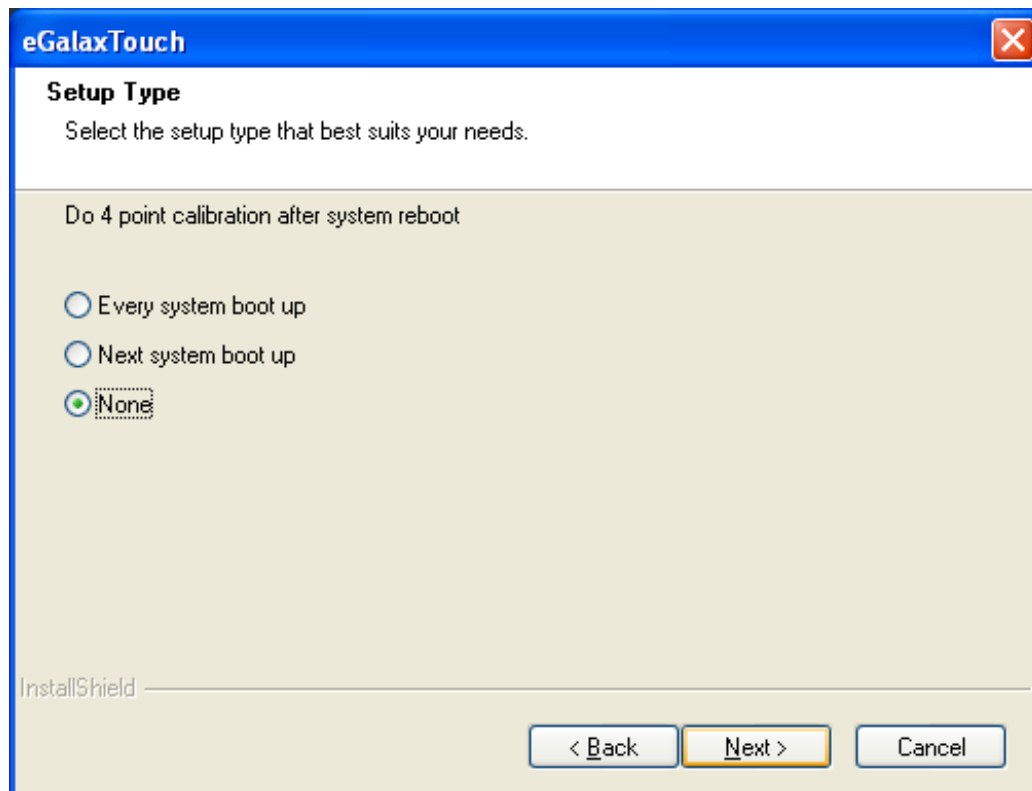 eGalaxTouch
Setup Type
Select the setup type that best suits your needs.
Do 4 point calibration after system reboot
Every system boot up
Next system boot up
None
InstallShield
< Back Next > Cancel